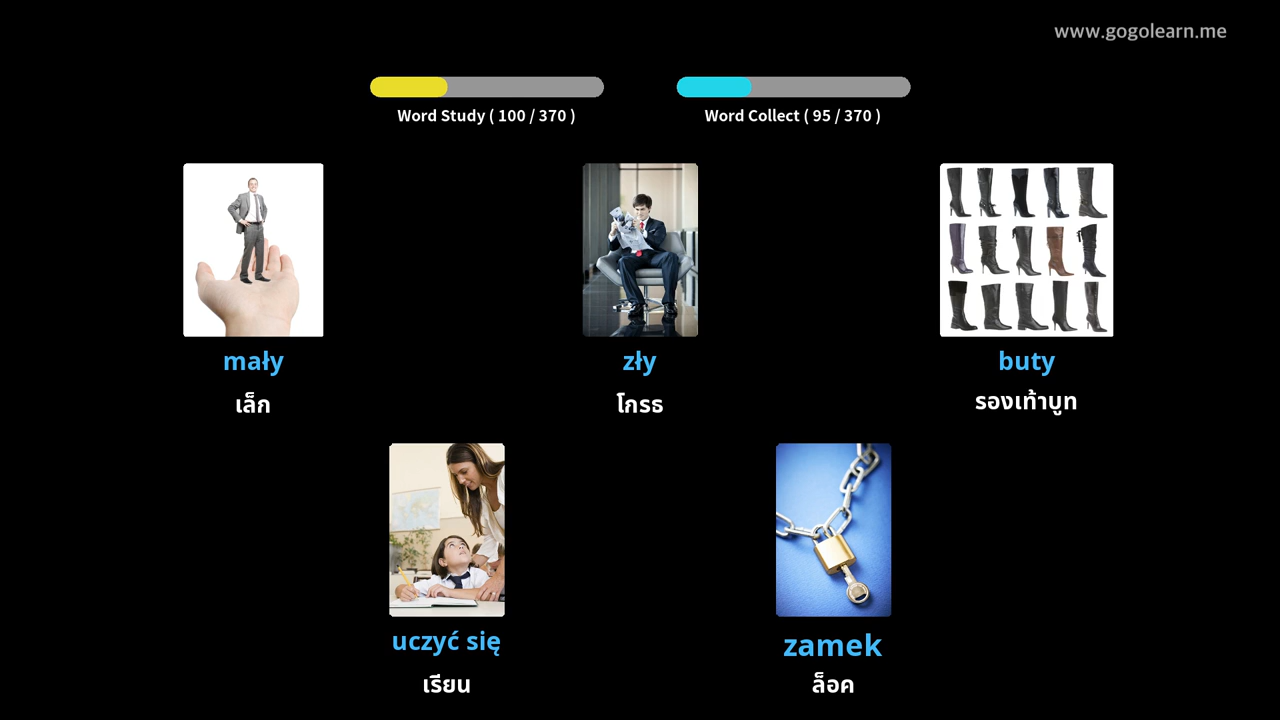 www.gogolearn.me
Word Study ( 100 / 370 )
Word Collect ( 95 / 370 )
mały
เล็ก
zły
โกรธ
buty
รองเท้าบูท
uczyć się
เรียน
zamek
ล็อค